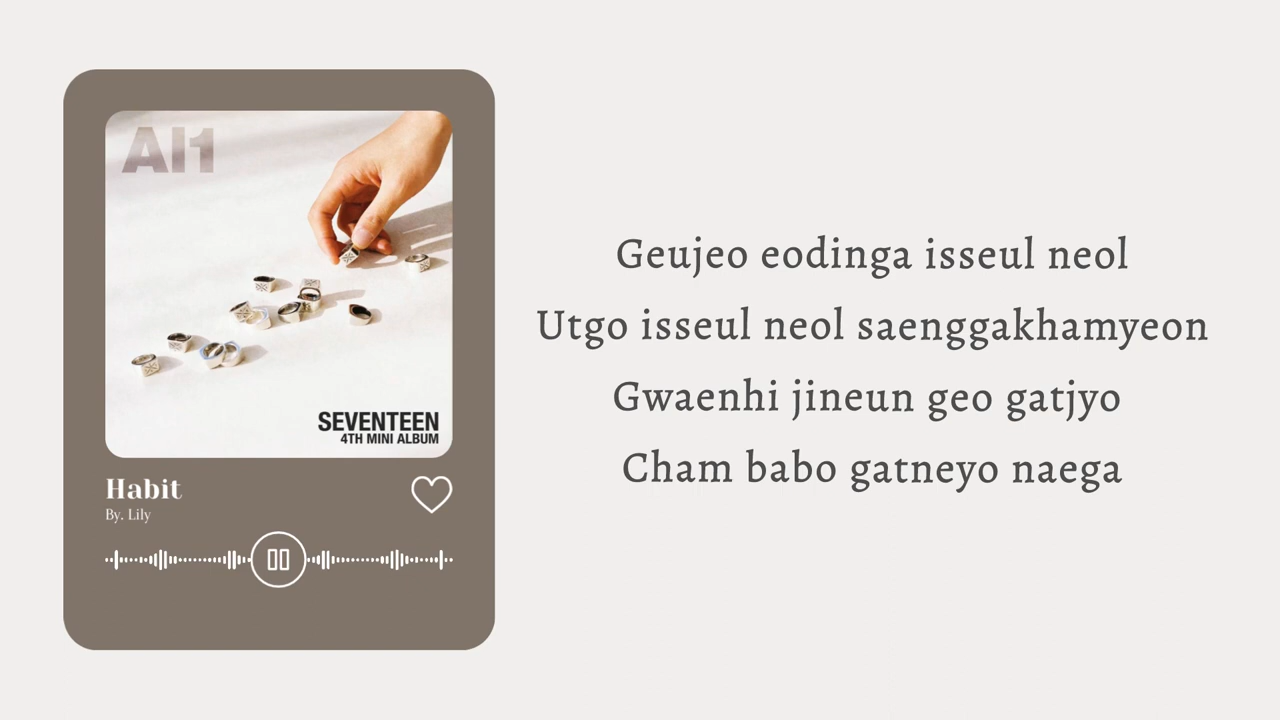 Al1
SEVENTEEN
4TH MINI ALBUM
Habit
By. Lily
Geujeo eodinga isseul neol
Utgo isseul neol saenggakhamyeon
Gwaenhi jineun geo gatjyo
Cham babo gatneyo naega